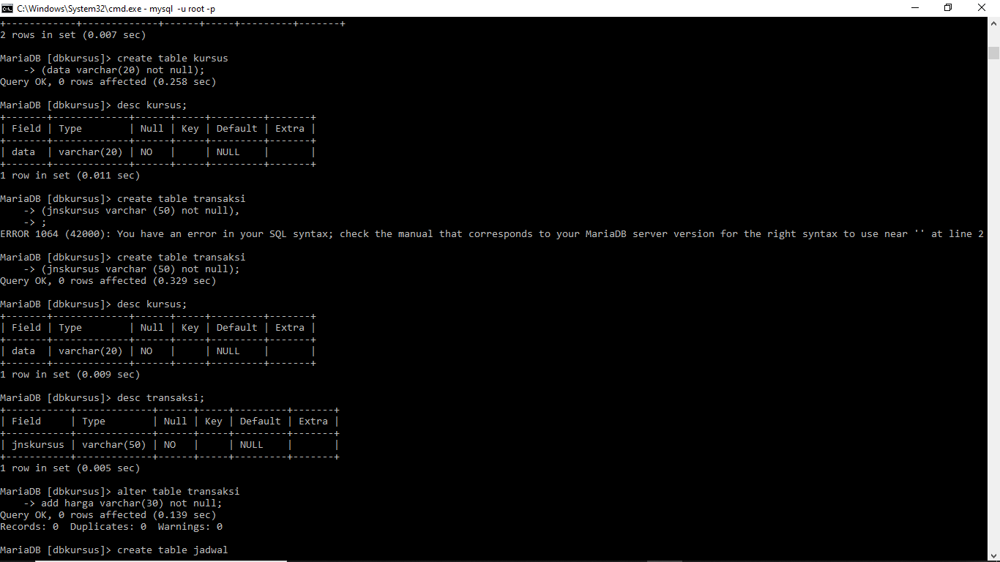 C:\Windows\System32\cmd.exe - mysql  -u root -p
+------------+-------------+------+-----+---------+-------+
2 rows in set (0.007 sec)
MariaDB [dbkursus]> create table kursus
    -> (data varchar(20) not null);
Query OK, 0 rows affected (0.258 sec)
MariaDB [dbkursus]> desc kursus;
+-------+-------------+------+-----+---------+-------+
| Field | Type        | Null | Key | Default | Extra |
+-------+-------------+------+-----+---------+-------+
| data  | varchar(20) | NO   |     | NULL    |       |
+-------+-------------+------+-----+---------+-------+
1 row in set (0.011 sec)
MariaDB [dbkursus]> create table transaksi
    -> (jnskursus varchar (50) not null),
    -> ;
ERROR 1064 (42000): You have an error in your SQL syntax; check the manual that corresponds to your MariaDB server version for the right syntax to use near '' at line 2
MariaDB [dbkursus]> create table transaksi
    -> (jnskursus varchar (50) not null);
Query OK, 0 rows affected (0.329 sec)
MariaDB [dbkursus]> desc kursus;
+-------+-------------+------+-----+---------+-------+
| Field | Type        | Null | Key | Default | Extra |
+-------+-------------+------+-----+---------+-------+
| data  | varchar(20) | NO   |     | NULL    |       |
+-------+-------------+------+-----+---------+-------+
1 row in set (0.009 sec)
MariaDB [dbkursus]> desc transaksi;
+-----------+-------------+------+-----+---------+-------+
| Field     | Type        | Null | Key | Default | Extra |
+-----------+-------------+------+-----+---------+-------+
| jnskursus | varchar(50) | NO   |     | NULL    |       |
+-----------+-------------+------+-----+---------+-------+
1 row in set (0.005 sec)
MariaDB [dbkursus]> alter table transaksi
    -> add harga varchar(30) not null;
Query OK, 0 rows affected (0.139 sec)
Records: 0  Duplicates: 0  Warnings: 0
MariaDB [dbkursus]> create table jadwal